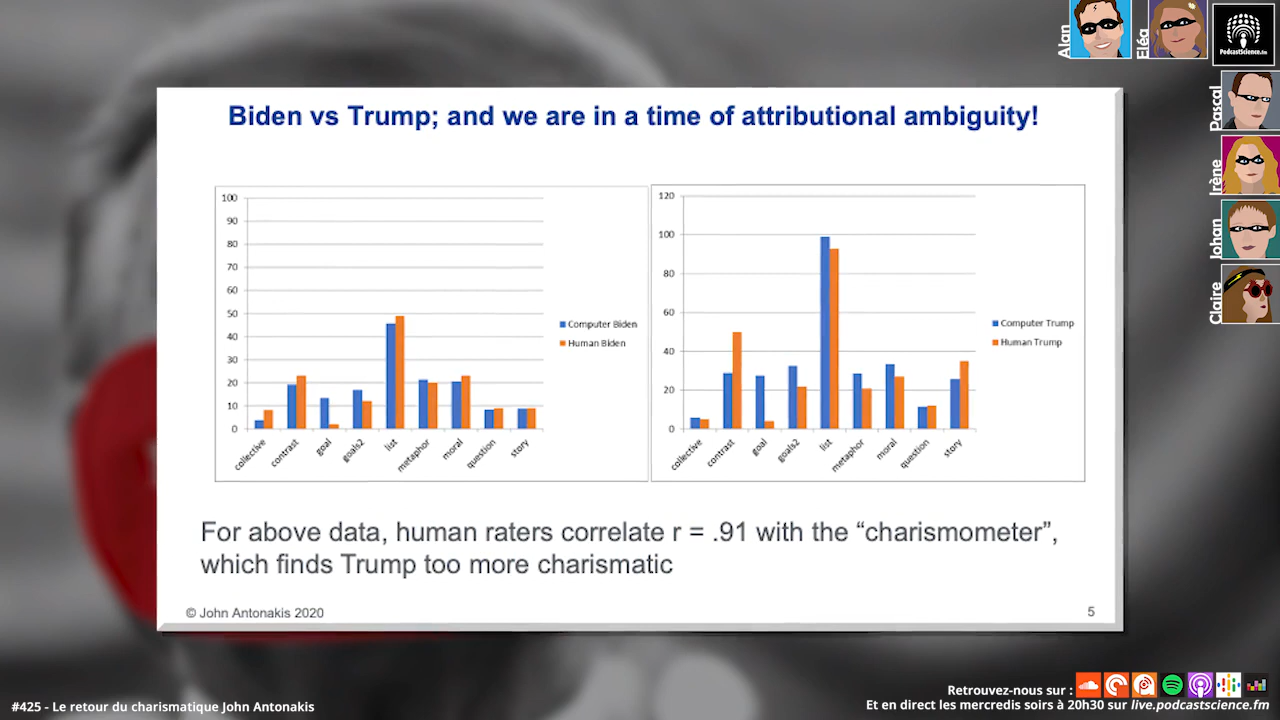 Alan
Eléa
PodcastScience.fm
Pascal
Irène
Johan
Claire
Biden vs Trump; and we are in a time of attributional ambiguity!
100
90
80
70
60
50
40
30
20
10
0
collective
contrast
goal
goals2
list
metaphor
moral
question
story
Computer Biden
Human Biden
120
100
80
60
40
20
0
collective
contrast
goal
goals2
list
metaphor
moral
question
story
Computer Trump
Human Trump
For above data, human raters correlate r = .91 with the “charismometer”,
which finds Trump too more charismatic
© John Antonakis 2020
5
#425 - Le retour du charismatique John Antonakis
Retrouvez-nous sur :
Et en direct les mercredis soirs à 20h30 sur live.podcastscience.fm